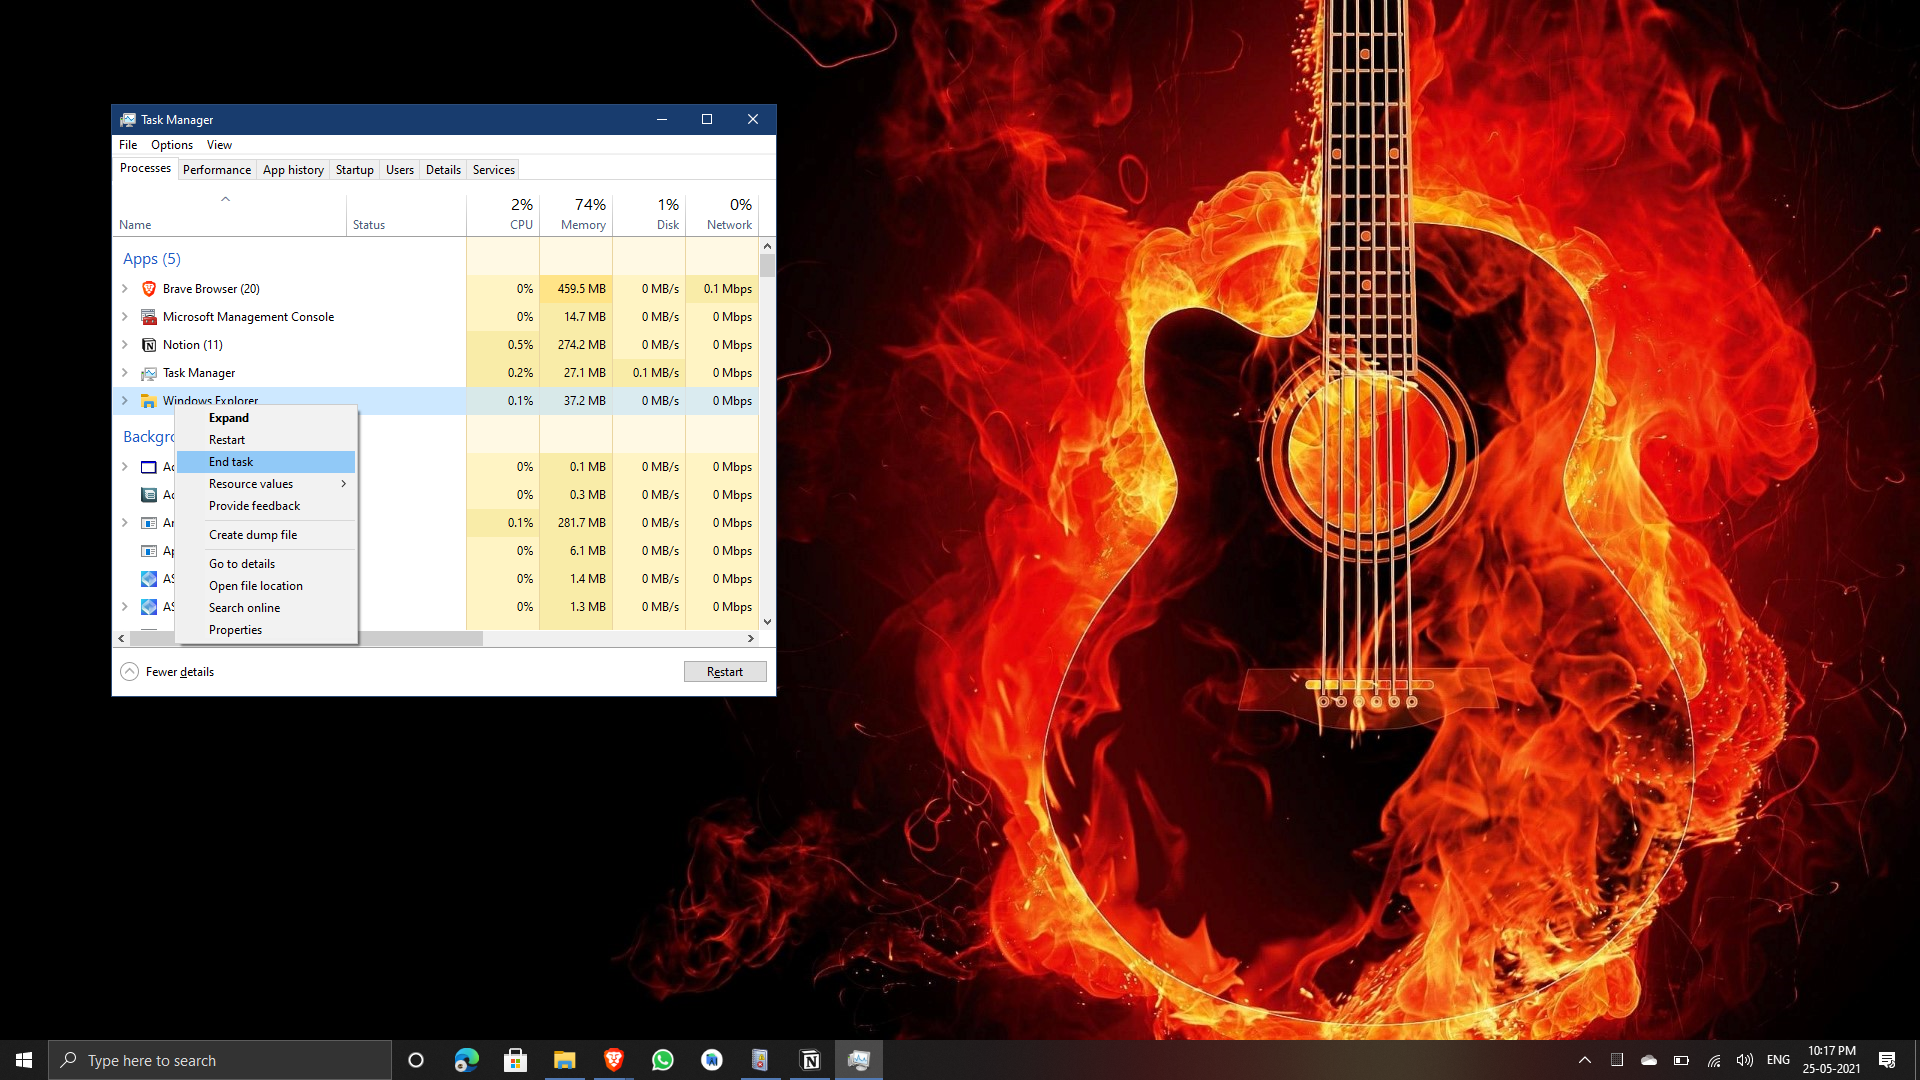 Task Manager
File Options View
Processes Performance App history Startup Users Details Services
2% 74% 1% 0%
Name Status CPU Memory Disk Network
Apps (5)
Brave Browser (20) 0% 459.5 MB 0 MB/s 0.1 Mbps
Microsoft Management Console 0% 14.7 MB 0 MB/s 0 Mbps
Notion (11) 0.5% 274.2 MB 0 MB/s 0 Mbps
Task Manager 0.2% 27.1 MB 0.1 MB/s 0 Mbps
Windows Explorer 0.1% 37.2 MB 0 MB/s 0 Mbps
Expand
Restart
End task
Resource values
Provide feedback
Create dump file
Go to details
Open file location
Search online
Properties
0% 0.1 MB 0 MB/s 0 Mbps
0% 0.3 MB 0 MB/s 0 Mbps
0.1% 281.7 MB 0 MB/s 0 Mbps
0% 6.1 MB 0 MB/s 0 Mbps
0% 1.4 MB 0 MB/s 0 Mbps
0% 1.3 MB 0 MB/s 0 Mbps
Fewer details Restart
Type here to search
ENG
10:17 PM
25-05-2021